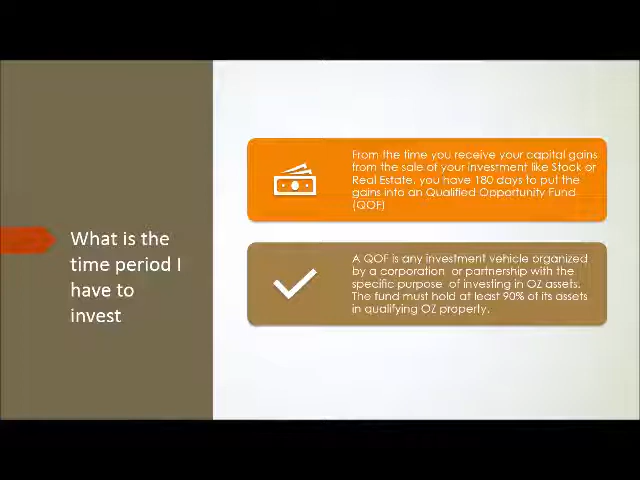 What is the
time period I
have to
invest
From the time you receive your capital gains
from the sale of your investment like Stock or
Real Estate, you have 180 days to put the
gains into an Qualified Opportunity Fund
(QOF)
A QOF is any investment vehicle organized
by a corporation or partnership with the
specific purpose of investing in OZ assets.
The fund must hold at least 90% of its assets
in qualifying OZ property.